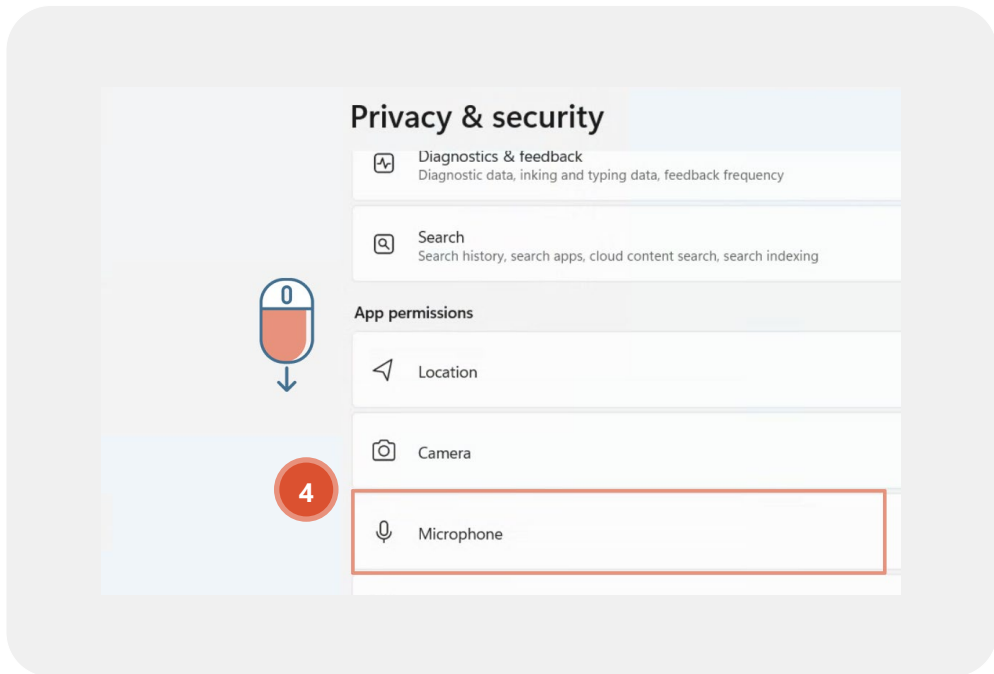 Privacy & security
Diagnostics & feedback
Diagnostic data, inking and typing data, feedback frequency
Search
Search history, search apps, cloud content search, search indexing
App permissions
Location
Camera
4
Microphone